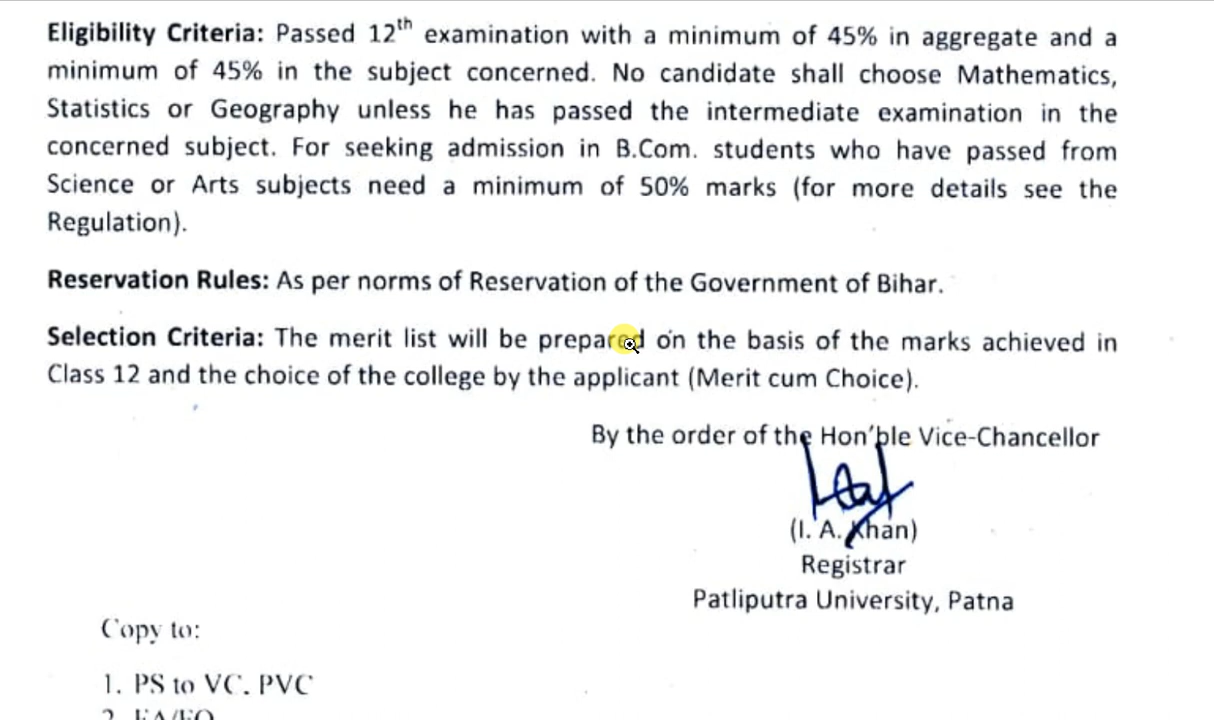 Eligibility Criteria: Passed 12th examination with a minimum of 45% in aggregate and a
minimum of 45% in the subject concerned. No candidate shall choose Mathematics,
Statistics or Geography unless he has passed the intermediate examination in the
concerned subject. For seeking admission in B.Com. students who have passed from
Science or Arts subjects need a minimum of 50% marks (for more details see the
Regulation).
Reservation Rules: As per norms of Reservation of the Government of Bihar.
Selection Criteria: The merit list will be prepared on the basis of the marks achieved in
Class 12 and the choice of the college by the applicant (Merit cum Choice).
By the order of the Hon'ble Vice-Chancellor
(I. A. Khan)
Registrar
Patliputra University, Patna
Copy to:
1. PS to VC. PVC